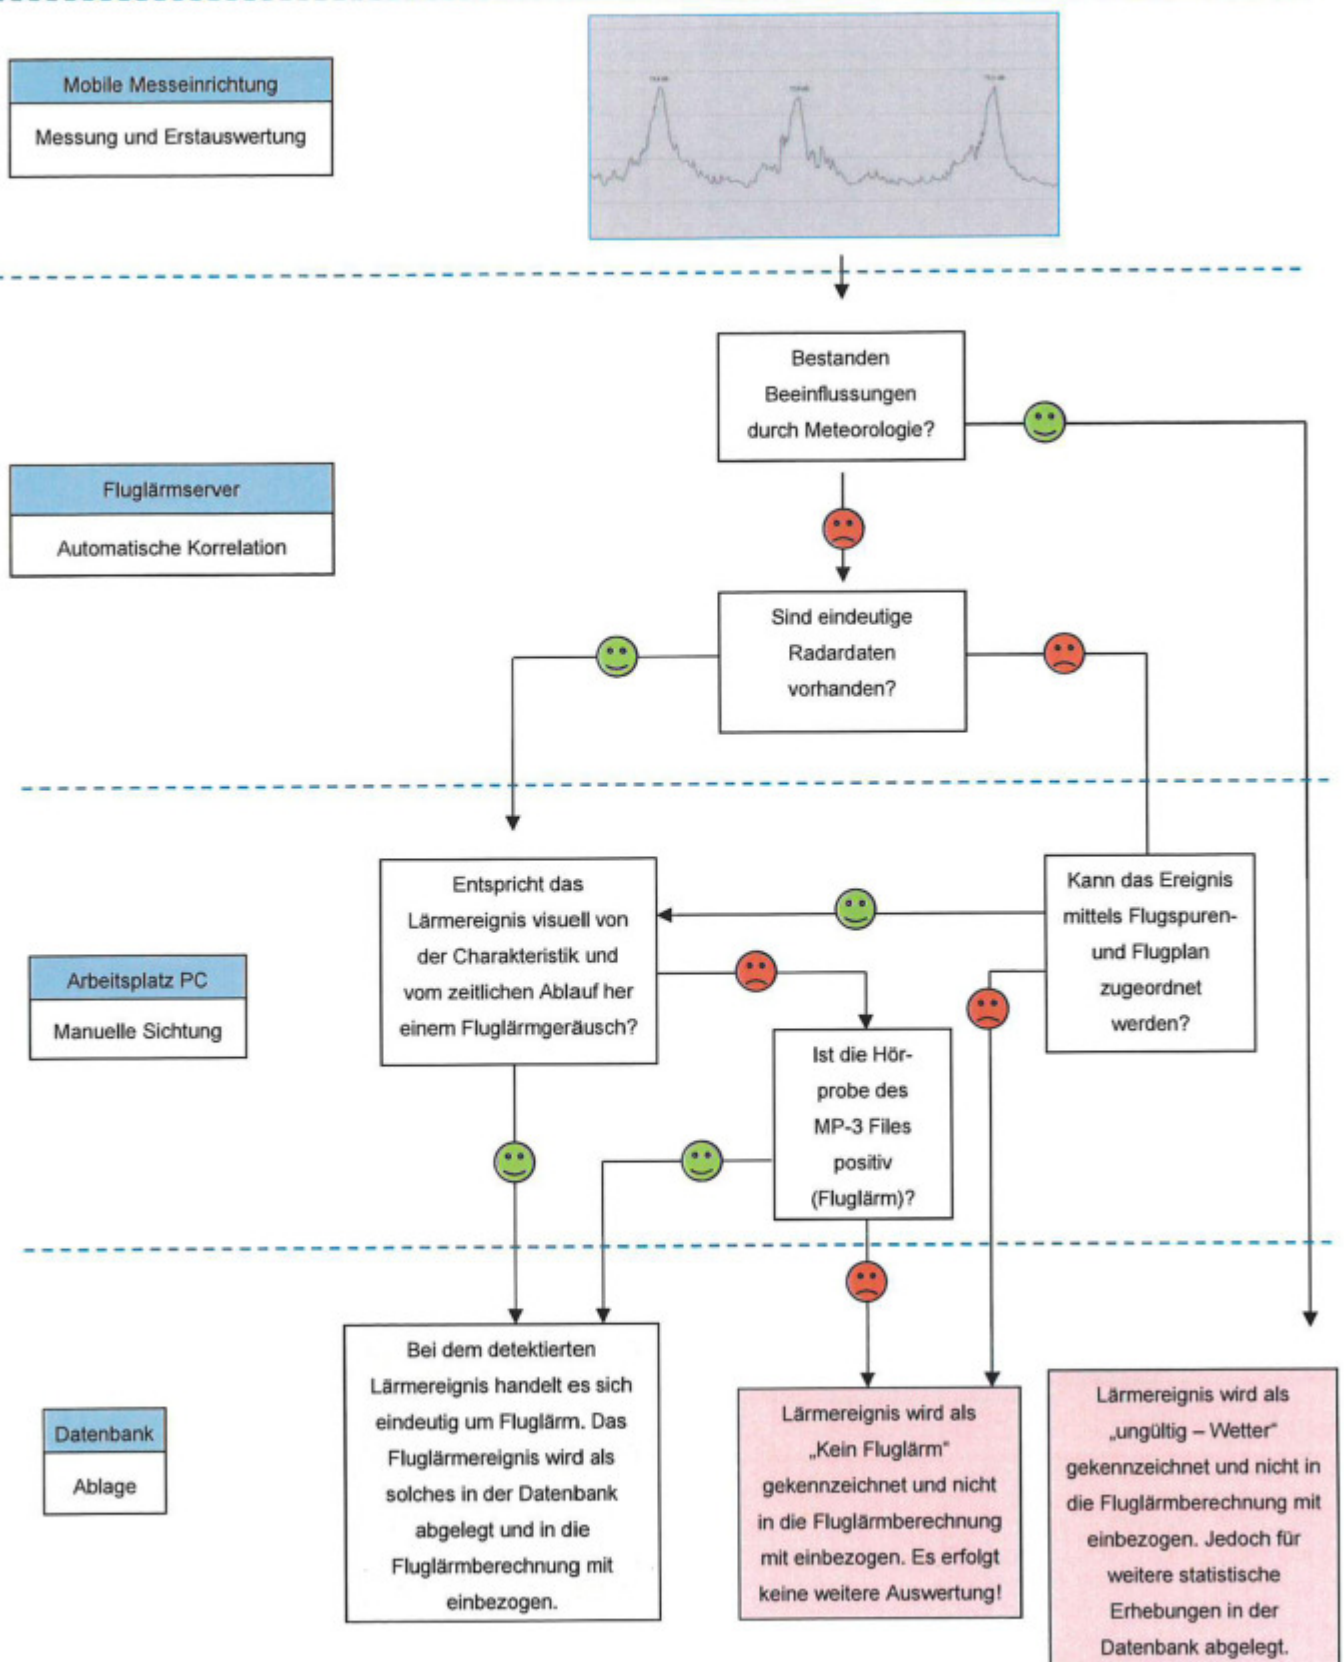 Mobile Messeinrichtung
Messung und Erstauswertung
Bestanden
Beeinflussungen
durch Meteorologie?
Fluglärmserver
Automatische Korrelation
Sind eindeutige
Radardaten
vorhanden?
Entspricht das
Lärmereignis visuell von
der Charakteristik und
vom zeitlichen Ablauf her
einem Fluglärmgeräusch?
Kann das Ereignis
mittels Flugspuren-
und Flugplan
zugeordnet
werden?
Arbeitsplatz PC
Manuelle Sichtung
Ist die Hör-
probe des
MP-3 Files
positiv
(Fluglärm)?
Datenbank
Ablage
Bei dem detektierten
Lärmereignis handelt es sich
eindeutig um Fluglärm. Das
Fluglärmereignis wird als
solches in der Datenbank
abgelegt und in die
Fluglärmberechnung mit
einbezogen.
Lärmereignis wird als
„Kein Fluglärm"
gekennzeichnet und nicht
in die Fluglärmberechnung
mit einbezogen. Es erfolgt
keine weitere Auswertung!
Lärmereignis wird als
„ungültig – Wetter"
gekennzeichnet und nicht in
die Fluglärmberechnung mit
einbezogen. Jedoch für
weitere statistische
Erhebungen in der
Datenbank abgelegt.